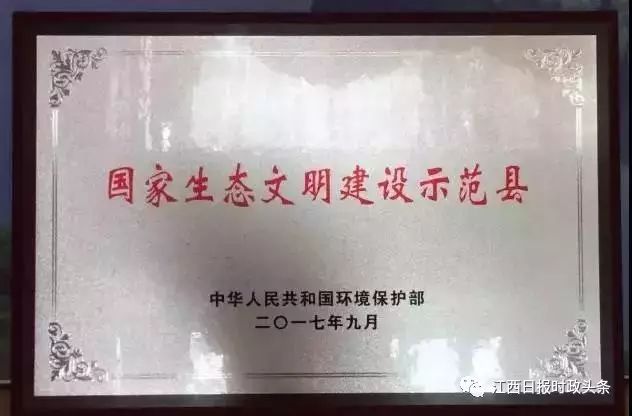 国家生态文明建设示范县
中华人民共和国环境保护部
二〇一七年九月
江西日报时政头条